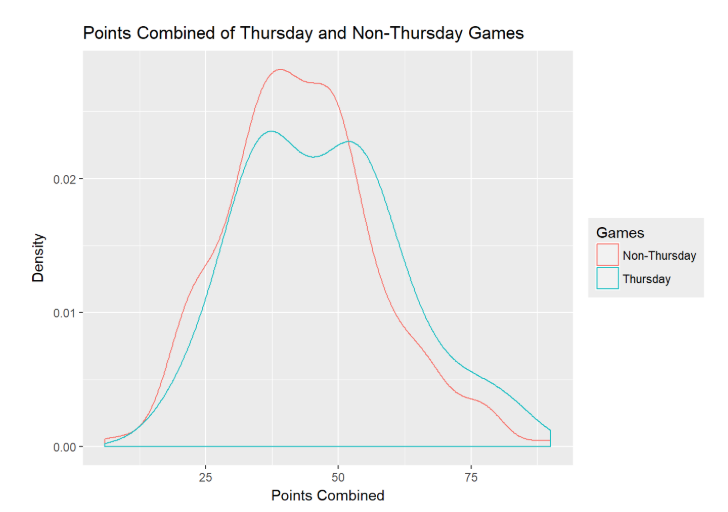 Points Combined of Thursday and Non-Thursday Games
Density
0.02
0.01
0.00
25 50 75
Points Combined
Games
Non-Thursday
Thursday